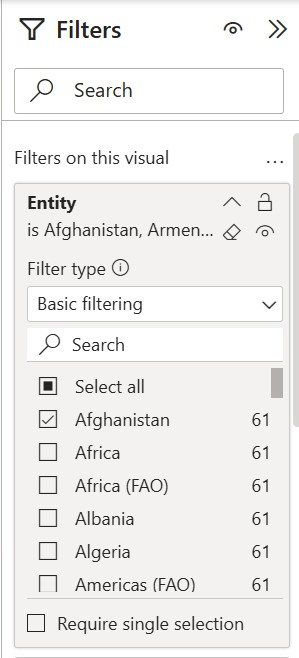 Filters
Search
Filters on this visual
...
Entity
is Afghanistan, Armen...
Filter type
Basic filtering
Search
Select all
Afghanistan 61
Africa 61
Africa (FAO) 61
Albania 61
Algeria 61
Americas (FAO) 61
Require single selection